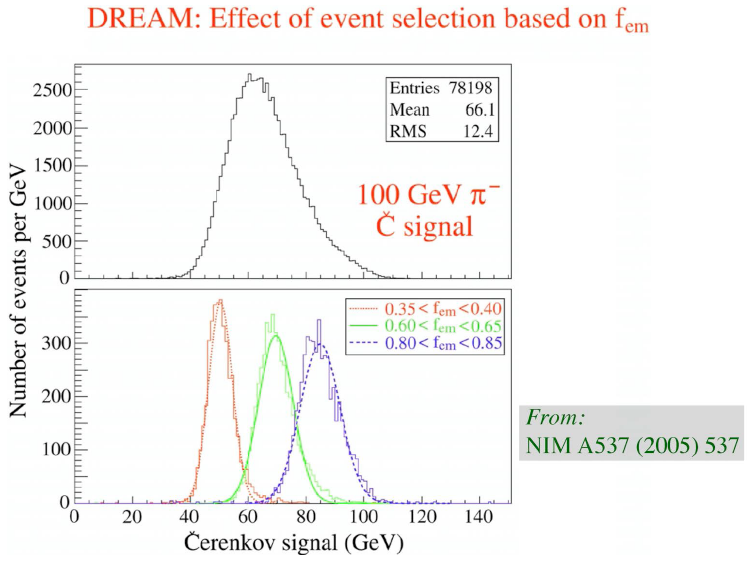 DREAM: Effect of event selection based on fem
Number of events per GeV
2500
2000
1500
1000
500
0
Entries 78198
Mean 66.1
RMS 12.4
100 GeV π−
Č signal
300
200
100
0
0.35 < fem < 0.40
0.60 < fem < 0.65
0.80 < fem < 0.85
0 20 40 60 80 100 120 140
Čerenkov signal (GeV)
From:
NIM A537 (2005) 537